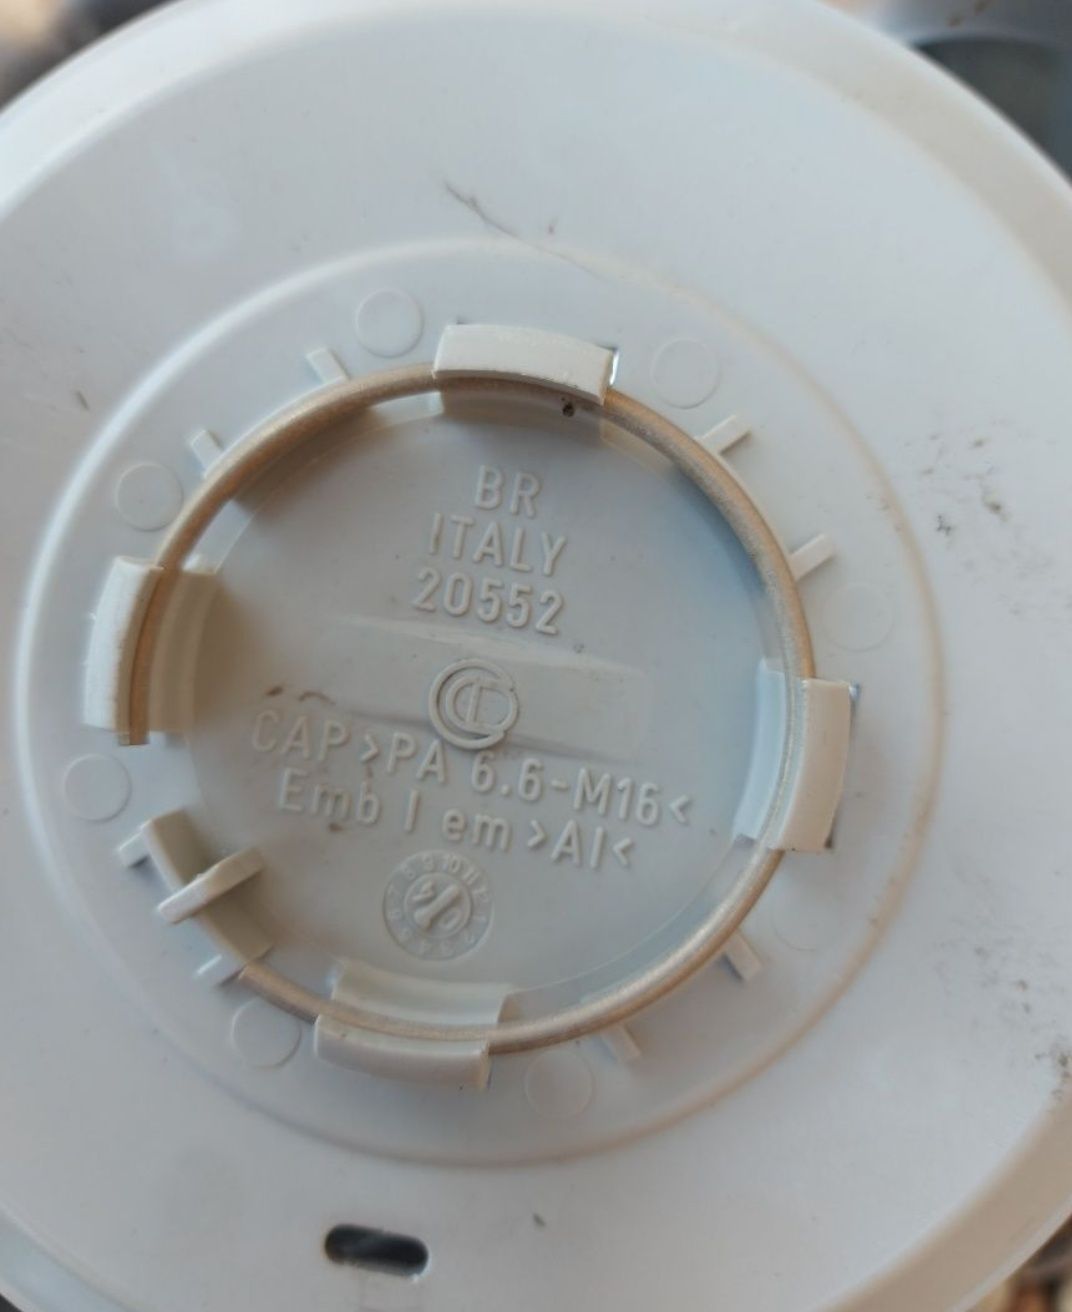 BR
ITALY
20552
CAP>PA 6.6-M16<
Emb l em >Al<